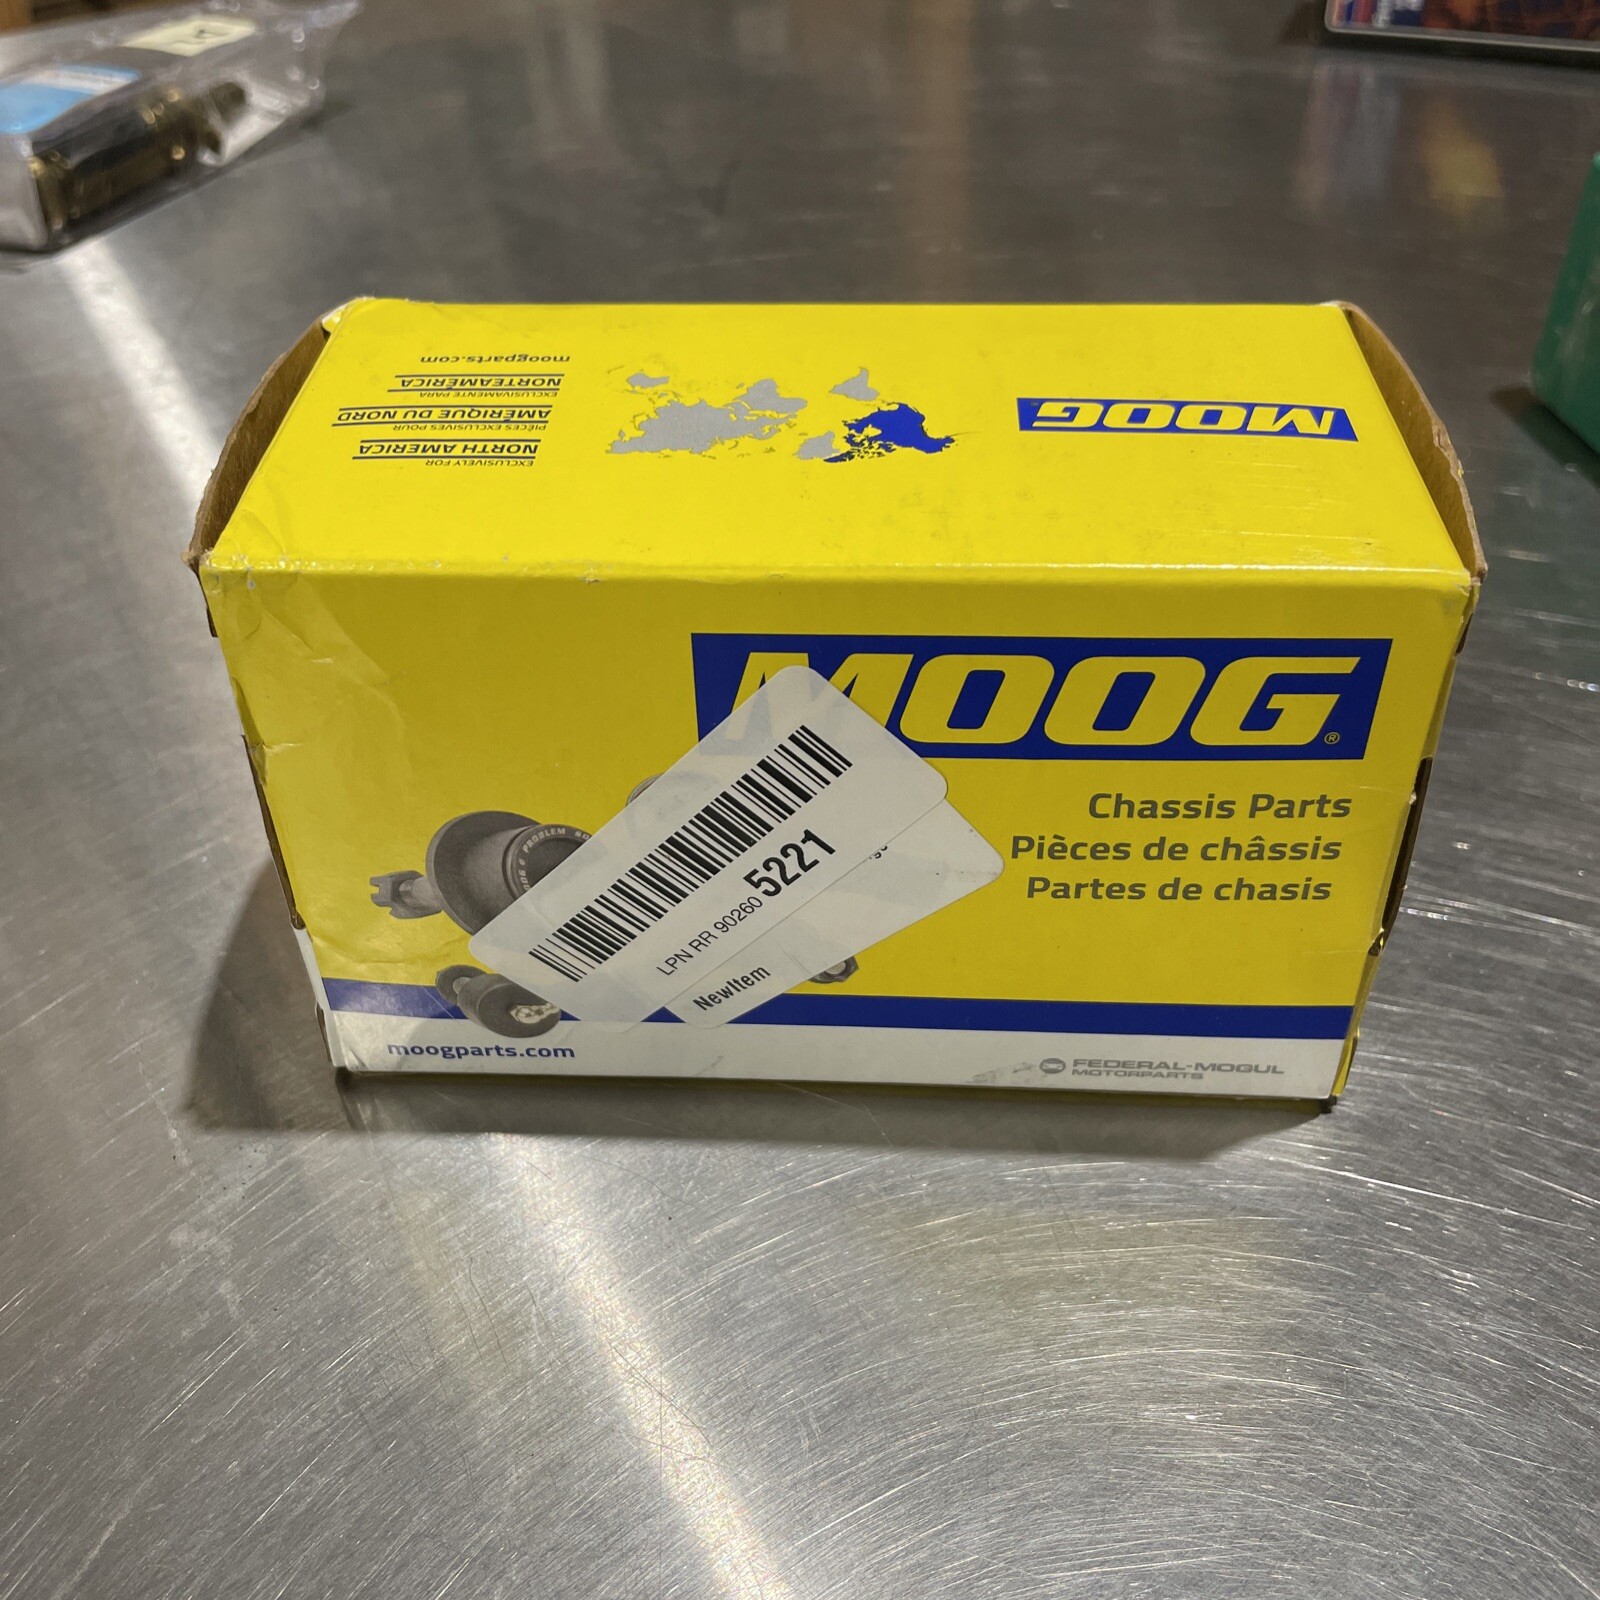 moogparts.com
NORTEAMÉRICA
EXCLUSIVAMENTE PARA
AMÉRIQUE DU NORD
PIÈCES EXCLUSIVES POUR
NORTH AMERICA
EXCLUSIVELY FOR
MOOG
MOOG®
Chassis Parts
Pièces de châssis
Partes de chasis
PROBLEM
LPN RR 90260 5221
NewItem
moogparts.com
FEDERAL-MOGUL
MOTORPARTS